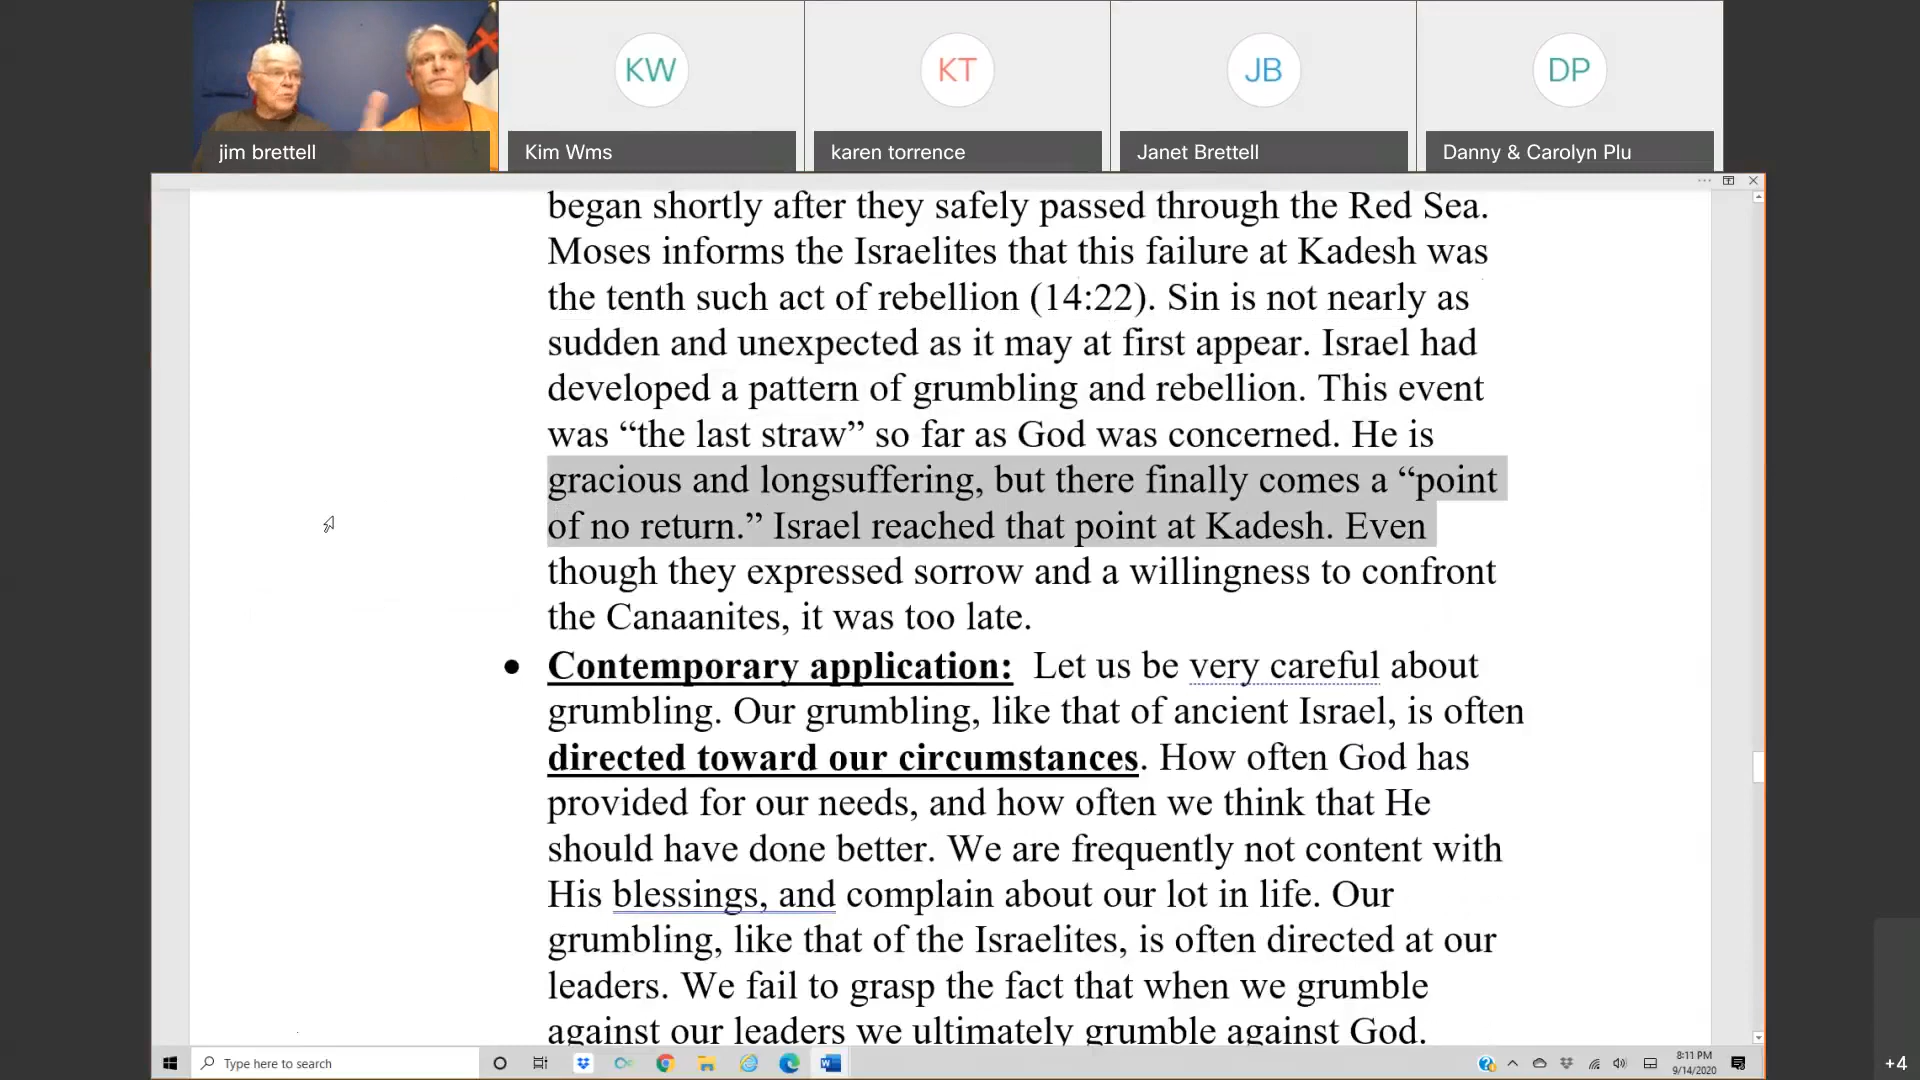 KW
KT
JB
DP
jim brettell
Kim Wms
karen torrence
Janet Brettell
Danny & Carolyn Plu
began shortly after they safely passed through the Red Sea.
Moses informs the Israelites that this failure at Kadesh was
the tenth such act of rebellion (14:22). Sin is not nearly as
sudden and unexpected as it may at first appear. Israel had
developed a pattern of grumbling and rebellion. This event
was “the last straw” so far as God was concerned. He is
gracious and longsuffering, but there finally comes a “point
of no return.” Israel reached that point at Kadesh. Even
though they expressed sorrow and a willingness to confront
the Canaanites, it was too late.
• Contemporary application: Let us be very careful about
grumbling. Our grumbling, like that of ancient Israel, is often
directed toward our circumstances. How often God has
provided for our needs, and how often we think that He
should have done better. We are frequently not content with
His blessings, and complain about our lot in life. Our
grumbling, like that of the Israelites, is often directed at our
leaders. We fail to grasp the fact that when we grumble
against our leaders we ultimately grumble against God.
Type here to search
8:11 PM
9/14/2020
+4